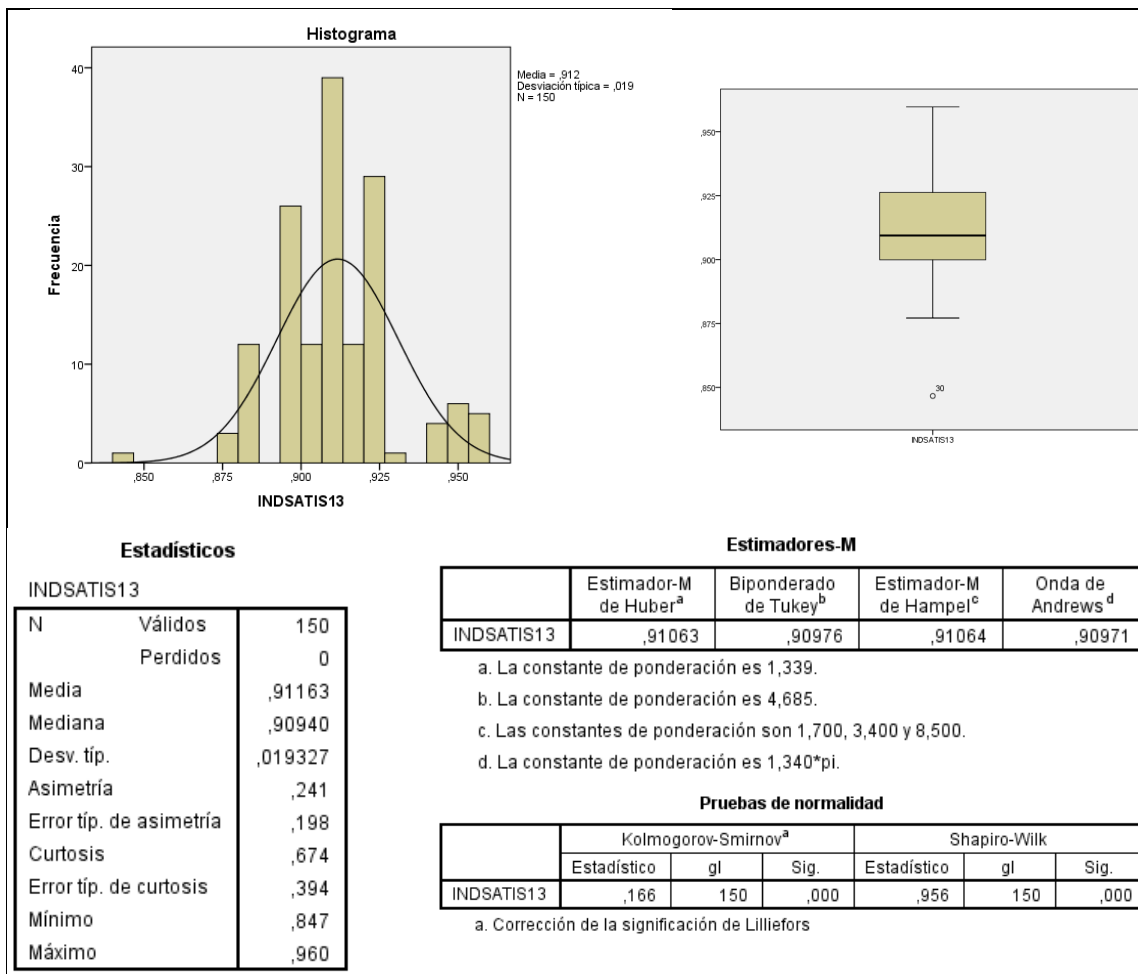 Histograma
Media = ,912
Desviación típica = ,019
N = 150
40
30
20
10
0
Frecuencia
,850 ,875 ,900 ,925 ,950
INDSATIS13
,950
,925
,900
,875
,850
30
INDSATIS13
Estadísticos
INDSATIS13
N Válidos 150
Perdidos 0
Media ,91163
Mediana ,90940
Desv. típ. ,019327
Asimetría ,241
Error típ. de asimetría ,198
Curtosis ,674
Error típ. de curtosis ,394
Mínimo ,847
Máximo ,960
Estimadores-M
Estimador-M de Huberᵃ Biponderado de Tukeyᵇ Estimador-M de Hampelᶜ Onda de Andrewsᵈ
INDSATIS13 ,91063 ,90976 ,91064 ,90971
a. La constante de ponderación es 1,339.
b. La constante de ponderación es 4,685.
c. Las constantes de ponderación son 1,700, 3,400 y 8,500.
d. La constante de ponderación es 1,340*pi.
Pruebas de normalidad
Kolmogorov-Smirnovᵃ Shapiro-Wilk
Estadístico gl Sig. Estadístico gl Sig.
INDSATIS13 ,166 150 ,000 ,956 150 ,000
a. Corrección de la significación de Lilliefors